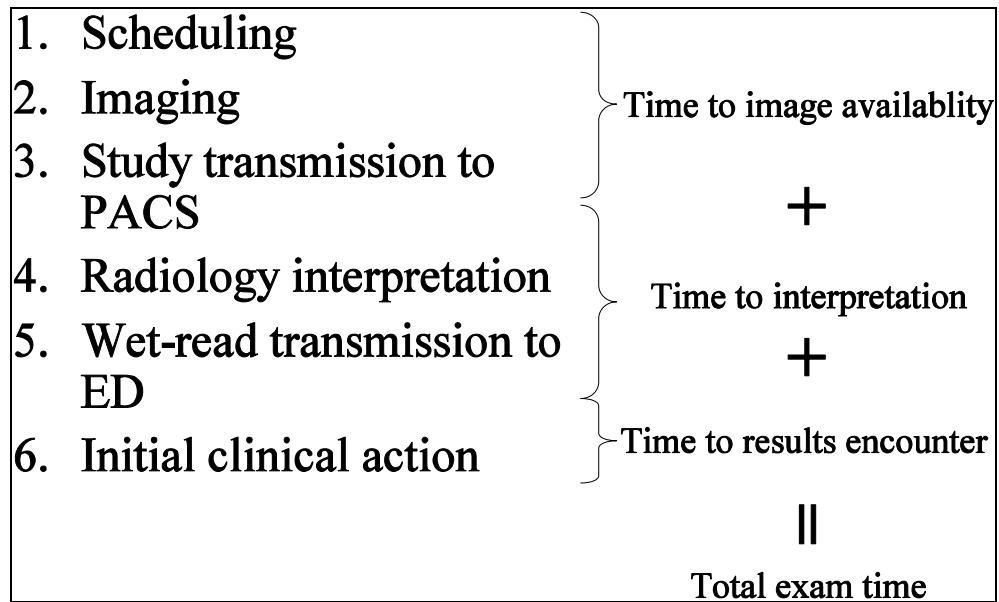 1. Scheduling
2. Imaging
3. Study transmission to
PACS
4. Radiology interpretation
5. Wet-read transmission to
ED
6. Initial clinical action
Time to image availablity
+
Time to interpretation
+
Time to results encounter
=
Total exam time